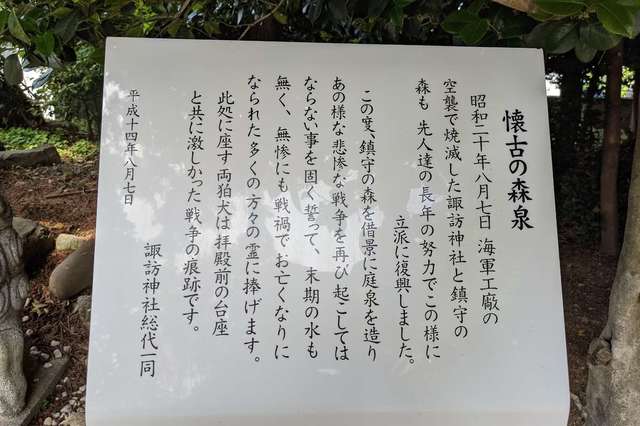 懐古の森泉
昭和二十年八月七日 海軍工廠の
空襲で焼滅した諏訪神社と鎮守の
森も 先人達の長年の努力でこの様に
立派に復興しました。
この度、鎮守の森を借景に庭泉を造り
あの様な悲惨な戦争を再び起こしては
ならない事を固く誓って、末期の水も
無く、無惨にも戦禍でお亡くなりに
なられた多くの方々の霊に捧げます。
此処に座す両狛犬は拝殿前の台座
と共に激しかった戦争の痕跡です。
平成十四年八月七日
諏訪神社総代一同